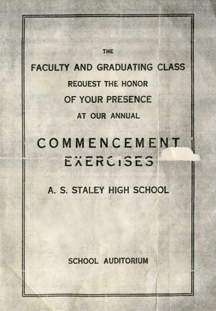 THE
FACULTY AND GRADUATING CLASS
REQUEST THE HONOR
OF YOUR PRESENCE
AT OUR ANNUAL
COMMENCEMENT
EXERCISES
A. S. STALEY HIGH SCHOOL
SCHOOL AUDITORIUM